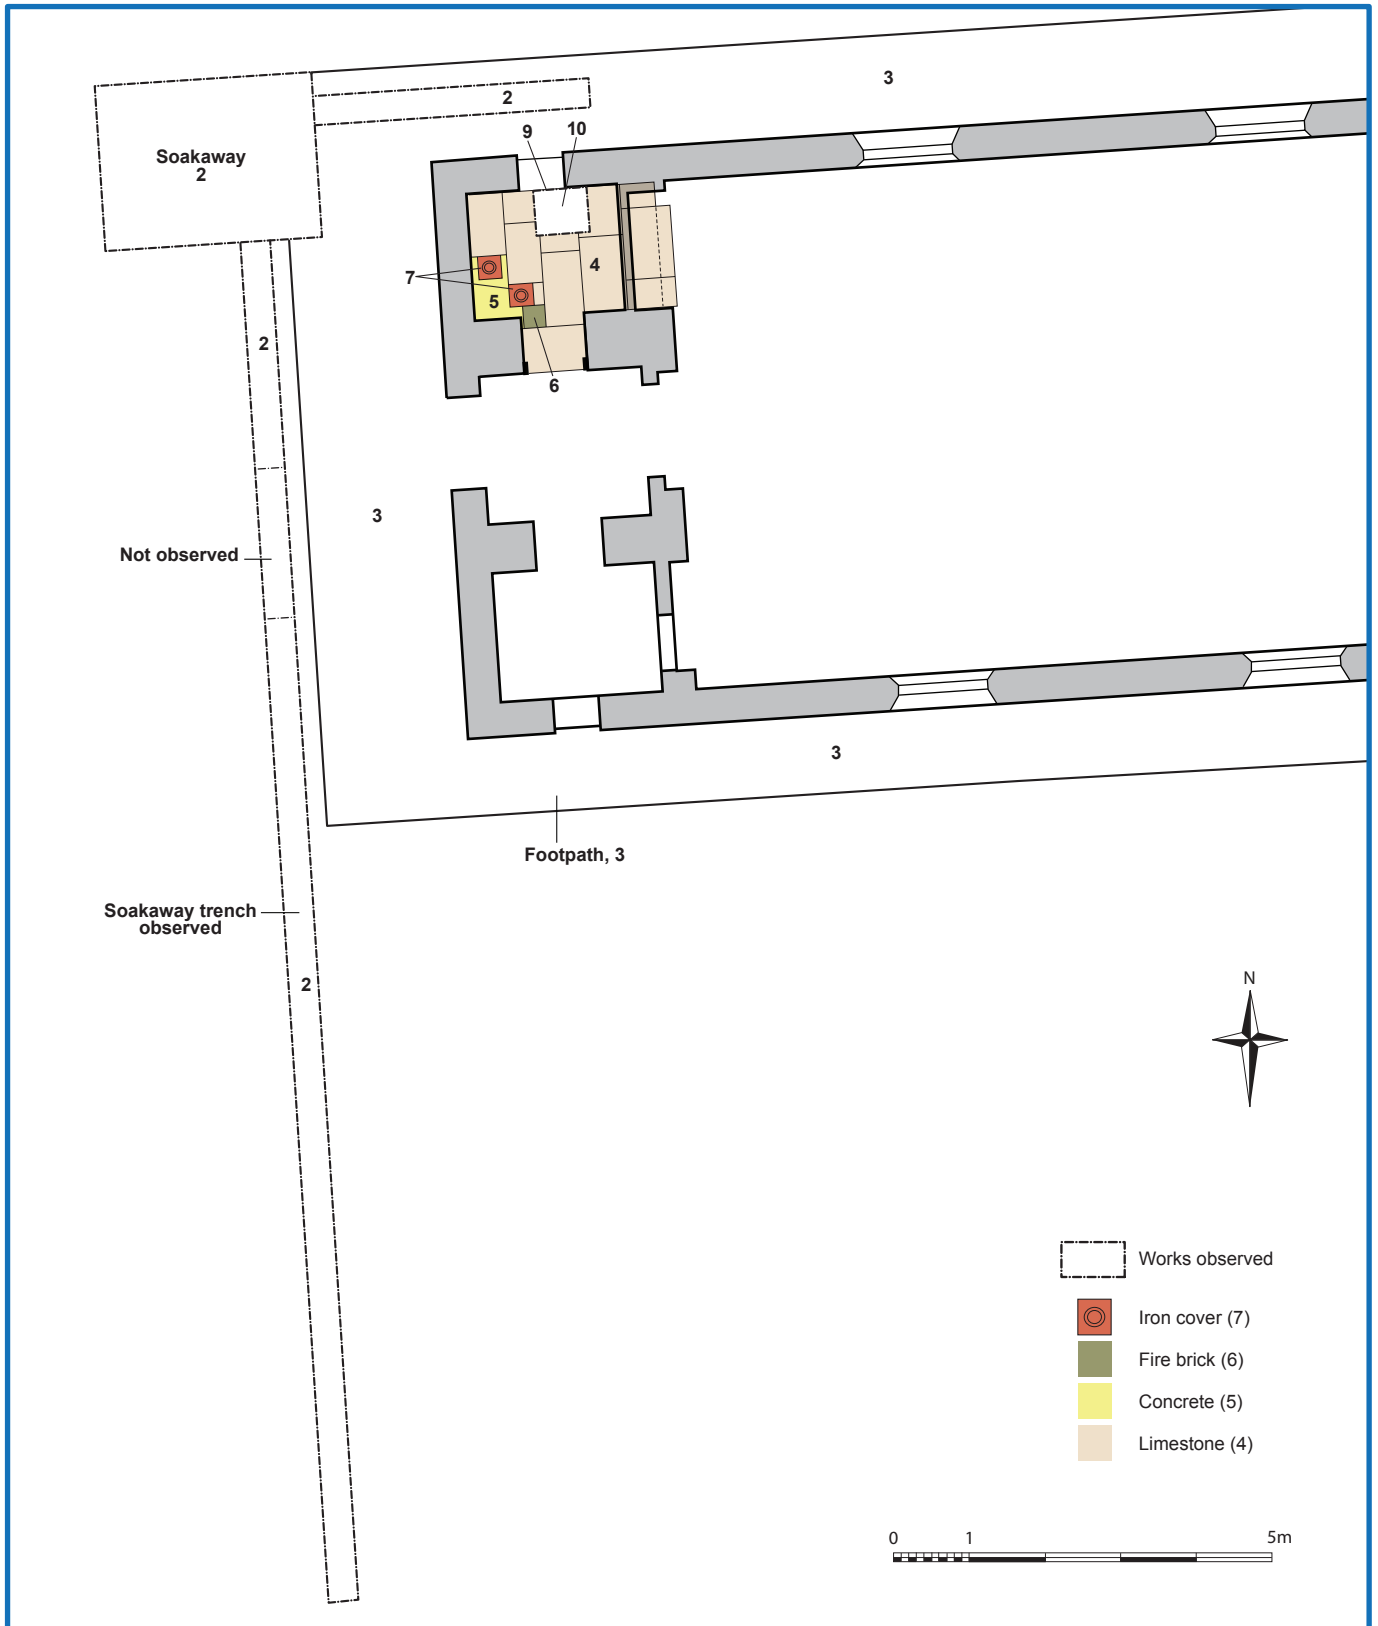 3
2
9
10
Soakaway
2
4
7
5
2
6
3
Not observed
3
Footpath, 3
Soakaway trench
observed
2
N
Works observed
Iron cover (7)
Fire brick (6)
Concrete (5)
Limestone (4)
0 1 5m